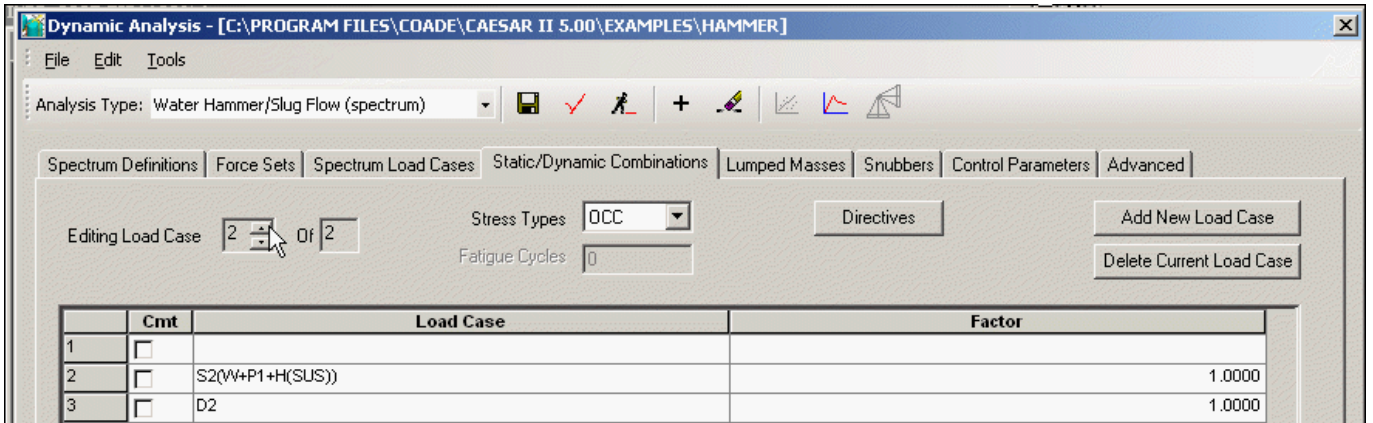 Dynamic Analysis - [C:\PROGRAM FILES\COADE\CAESAR II 5.00\EXAMPLES\HAMMER]
File Edit Tools
Analysis Type: Water Hammer/Slug Flow (spectrum)
Spectrum Definitions Force Sets Spectrum Load Cases Static/Dynamic Combinations Lumped Masses Snubbers Control Parameters Advanced
Editing Load Case 2 Of 2 Stress Types OCC Directives Add New Load Case
Fatigue Cycles 0 Delete Current Load Case
Cmt Load Case Factor
1
2 S2(W+P1+H(SUS)) 1.0000
3 D2 1.0000